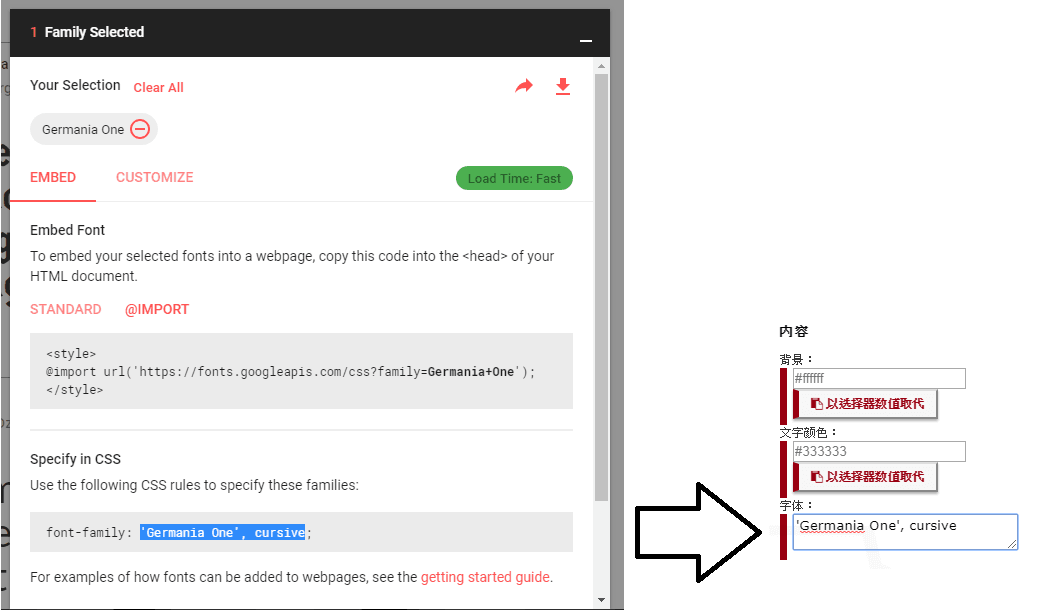 1 Family Selected
Your Selection Clear All
Germania One
EMBED CUSTOMIZE Load Time: Fast
Embed Font
To embed your selected fonts into a webpage, copy this code into the <head> of your
HTML document.
STANDARD @IMPORT
<style>
@import url('https://fonts.googleapis.com/css?family=Germania+One');
</style>
Specify in CSS
Use the following CSS rules to specify these families:
font-family: 'Germania One', cursive;
For examples of how fonts can be added to webpages, see the getting started guide.
内容
背景：
#ffffff
以选择器数值取代
文字颜色：
#333333
以选择器数值取代
字体：
'Germania One', cursive